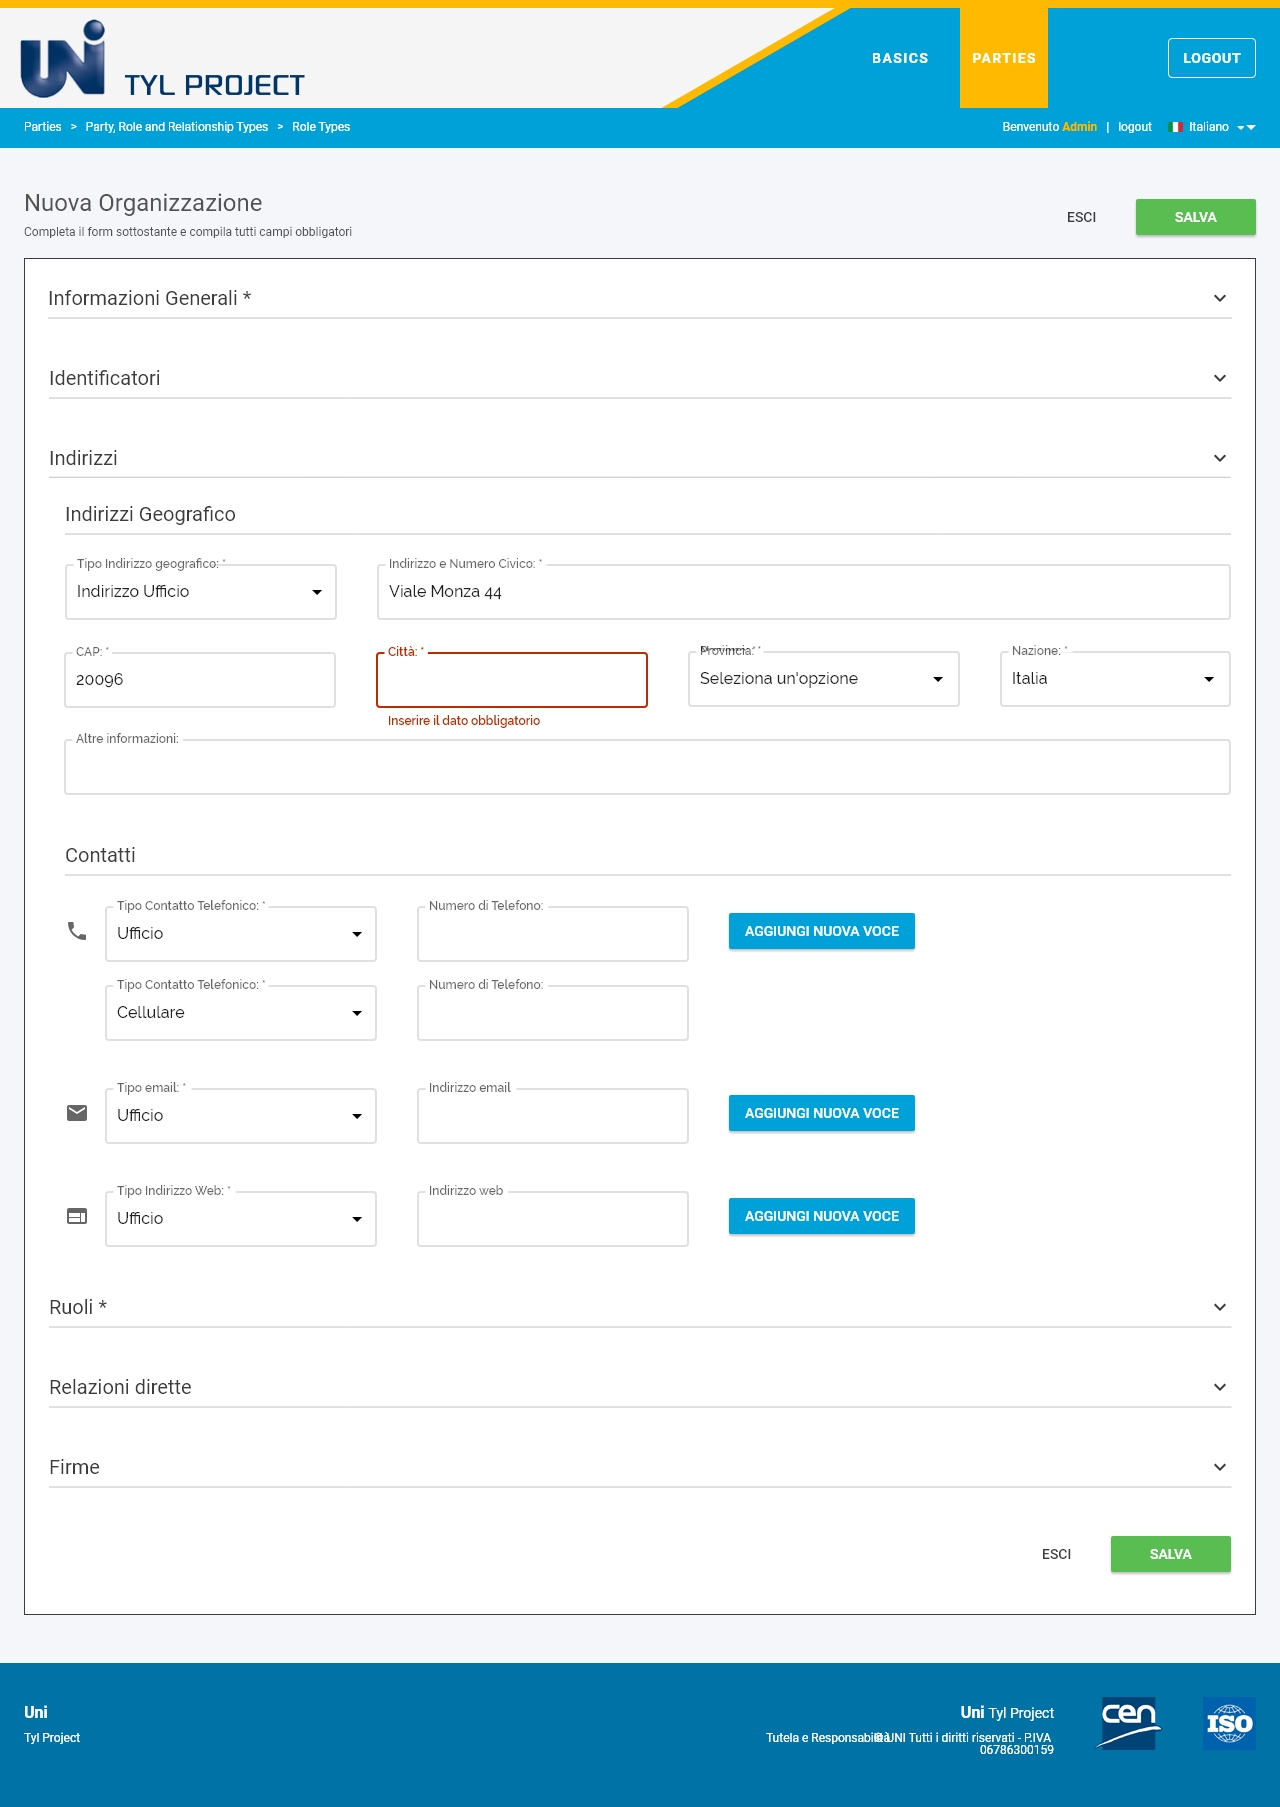 UNI TYL PROJECT
BASICS PARTIES LOGOUT
Parties > Party, Role and Relationship Types > Role Types
Benvenuto Admin | logout Italiano
Nuova Organizzazione
Completa il form sottostante e compila tutti campi obbligatori
ESCI SALVA
Informazioni Generali *
Identificatori
Indirizzi
Indirizzi Geografico
Tipo Indirizzo geografico: * Indirizzo e Numero Civico: *
Indirizzo Ufficio Viale Monza 44
CAP: * Città: * Provincia: * Nazione: *
20096 Seleziona un'opzione Italia
Inserire il dato obbligatorio
Altre informazioni:
Contatti
Tipo Contatto Telefonico: * Numero di Telefono:
Ufficio AGGIUNGI NUOVA VOCE
Tipo Contatto Telefonico: * Numero di Telefono:
Cellulare
Tipo email: * Indirizzo email
Ufficio AGGIUNGI NUOVA VOCE
Tipo Indirizzo Web: * Indirizzo web
Ufficio AGGIUNGI NUOVA VOCE
Ruoli *
Relazioni dirette
Firme
ESCI SALVA
Uni Uni Tyl Project cen ISO
Tyl Project Tutela e Responsabilità © UNI Tutti i diritti riservati - P.IVA
06786300159